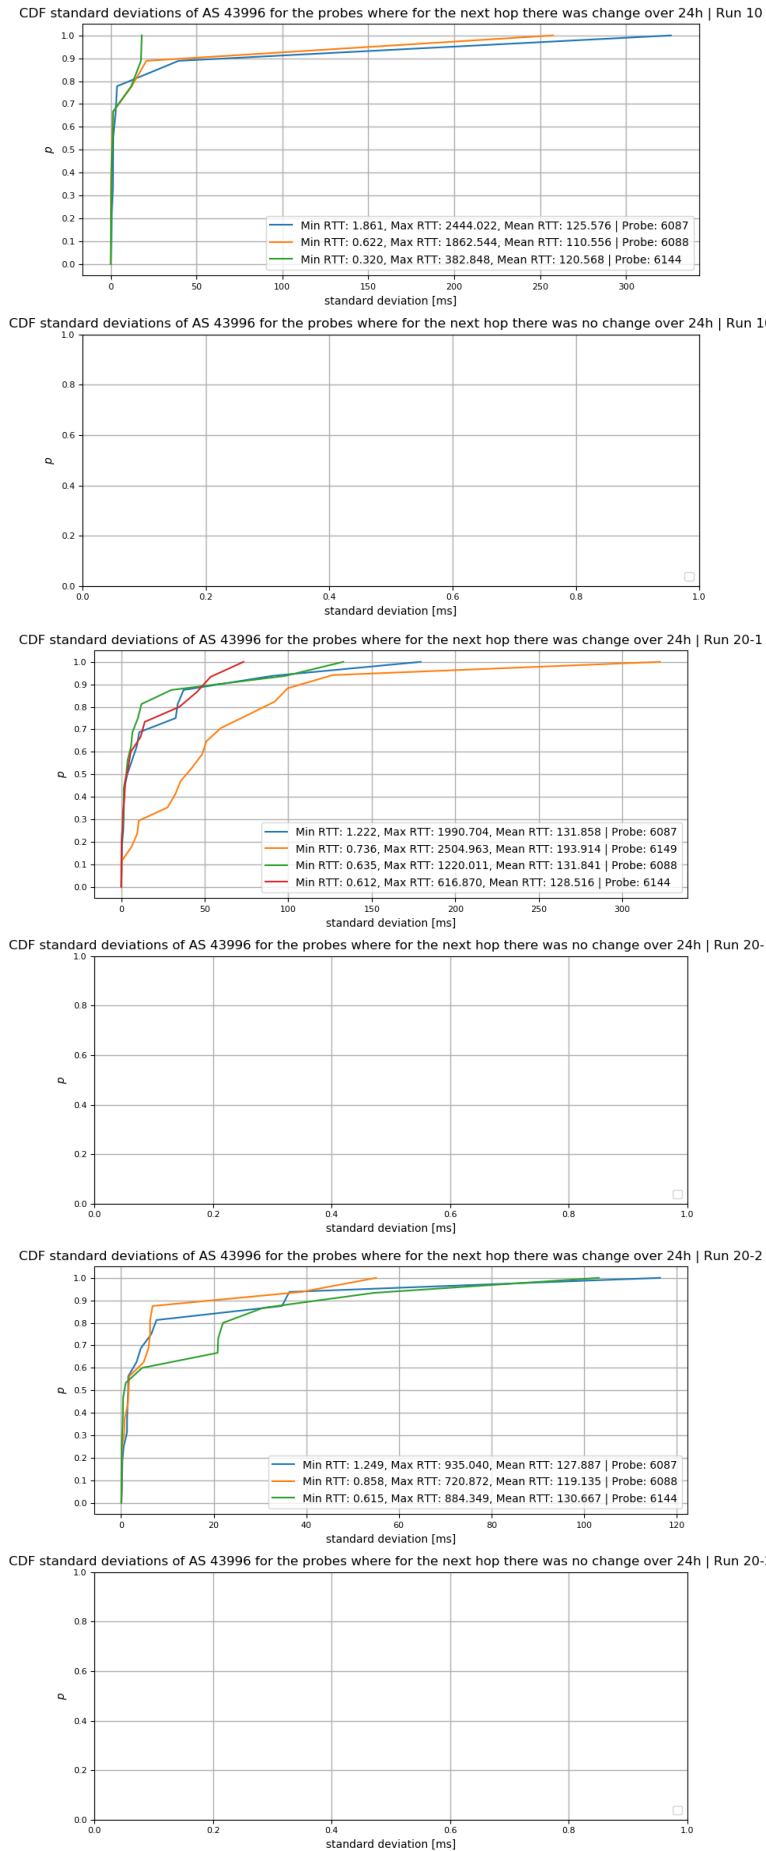 CDF standard deviations of AS 43996 for the probes where for the next hop there was change over 24h | Run 10
1.0
0.9
0.8
0.7
0.6
0.5
0.4
0.3
0.2
0.1
0.0
p
Min RTT: 1.861, Max RTT: 2444.022, Mean RTT: 125.576 | Probe: 6087
Min RTT: 0.622, Max RTT: 1862.544, Mean RTT: 110.556 | Probe: 6088
Min RTT: 0.320, Max RTT: 382.848, Mean RTT: 120.568 | Probe: 6144
0 50 100 150 200 250 300
standard deviation [ms]
CDF standard deviations of AS 43996 for the probes where for the next hop there was no change over 24h | Run 10
1.0
0.8
0.6
0.4
0.2
0.0
p
0.0 0.2 0.4 0.6 0.8 1.0
standard deviation [ms]
CDF standard deviations of AS 43996 for the probes where for the next hop there was change over 24h | Run 20-1
1.0
0.9
0.8
0.7
0.6
0.5
0.4
0.3
0.2
0.1
0.0
p
Min RTT: 1.222, Max RTT: 1990.704, Mean RTT: 131.858 | Probe: 6087
Min RTT: 0.736, Max RTT: 2504.963, Mean RTT: 193.914 | Probe: 6149
Min RTT: 0.635, Max RTT: 1220.011, Mean RTT: 131.841 | Probe: 6088
Min RTT: 0.612, Max RTT: 616.870, Mean RTT: 128.516 | Probe: 6144
0 50 100 150 200 250 300
standard deviation [ms]
CDF standard deviations of AS 43996 for the probes where for the next hop there was no change over 24h | Run 20-
1.0
0.8
0.6
0.4
0.2
0.0
p
0.0 0.2 0.4 0.6 0.8 1.0
standard deviation [ms]
CDF standard deviations of AS 43996 for the probes where for the next hop there was change over 24h | Run 20-2
1.0
0.9
0.8
0.7
0.6
0.5
0.4
0.3
0.2
0.1
0.0
p
Min RTT: 1.249, Max RTT: 935.040, Mean RTT: 127.887 | Probe: 6087
Min RTT: 0.858, Max RTT: 720.872, Mean RTT: 119.135 | Probe: 6088
Min RTT: 0.615, Max RTT: 884.349, Mean RTT: 130.667 | Probe: 6144
0 20 40 60 80 100 120
standard deviation [ms]
CDF standard deviations of AS 43996 for the probes where for the next hop there was no change over 24h | Run 20-
1.0
0.8
0.6
0.4
0.2
0.0
p
0.0 0.2 0.4 0.6 0.8 1.0
standard deviation [ms]